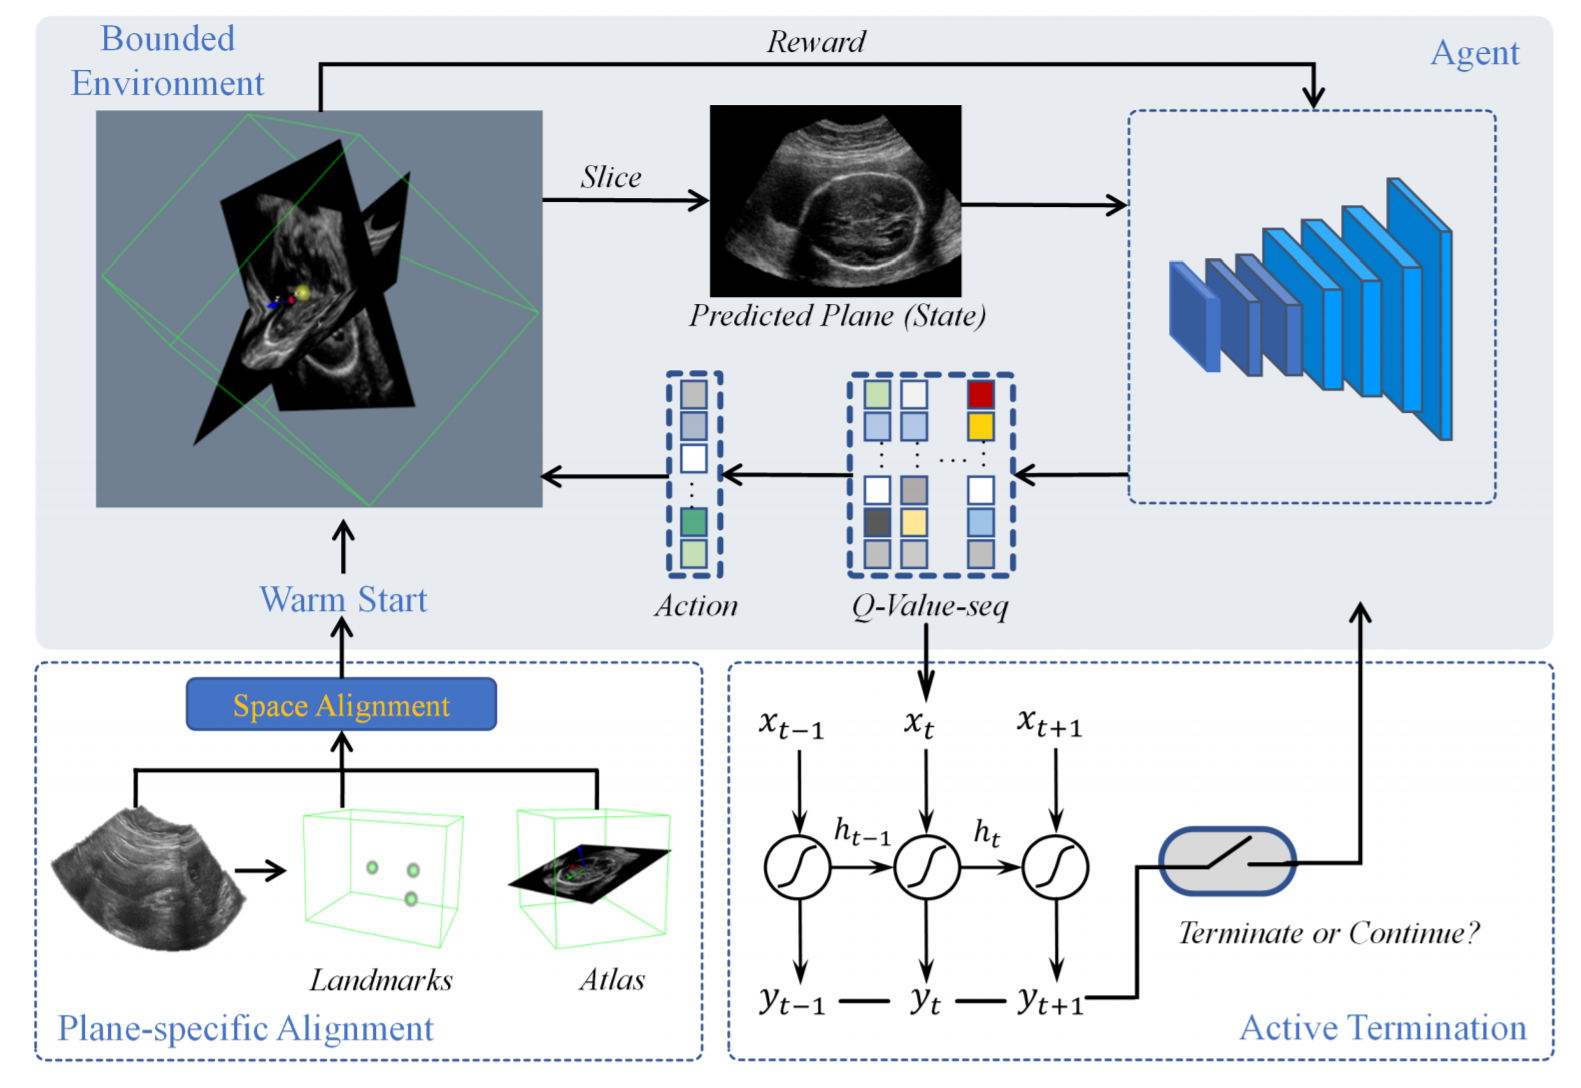 Bounded
Environment
Reward
Agent
Slice
Predicted Plane (State)
Action
Q-Value-seq
Warm Start
Space Alignment
Landmarks
Atlas
Plane-specific Alignment
x_{t-1} x_t x_{t+1}
h_{t-1} h_t
y_{t-1} y_t y_{t+1}
Terminate or Continue?
Active Termination